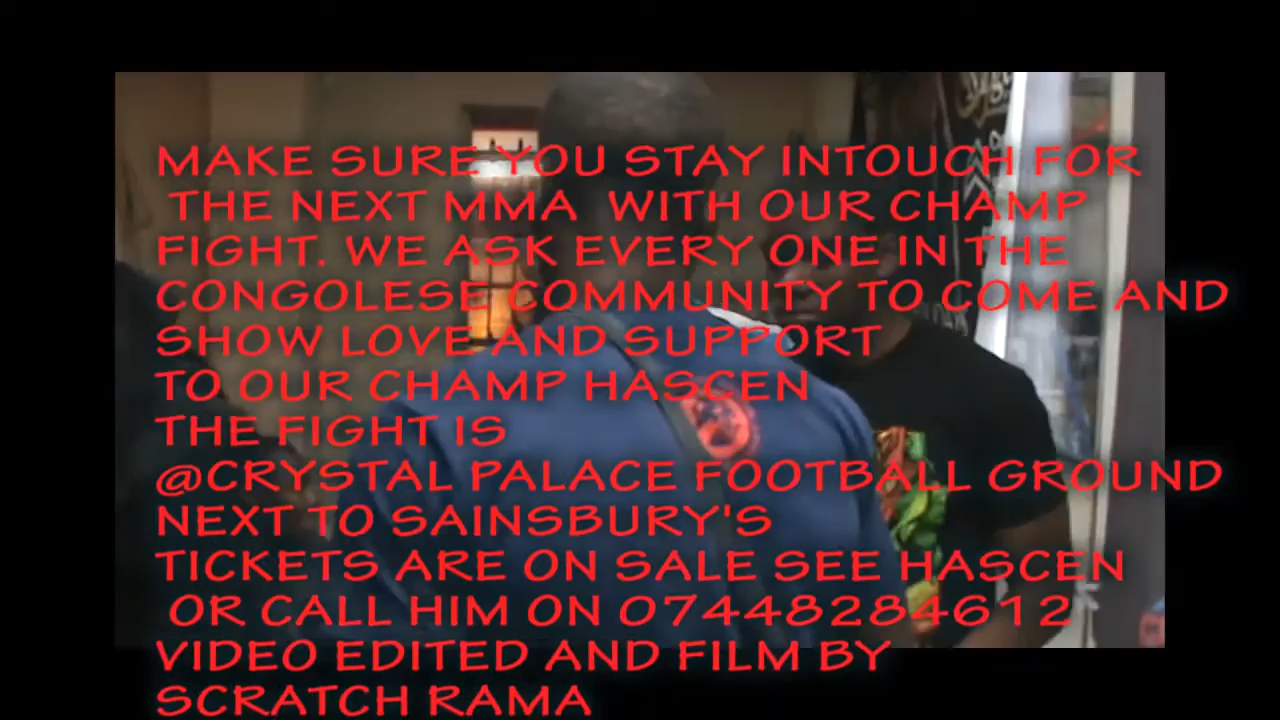 MAKE SURE YOU STAY INTOUCH FOR
THE NEXT MMA WITH OUR CHAMP
FIGHT. WE ASK EVERY ONE IN THE
CONGOLESE COMMUNITY TO COME AND
SHOW LOVE AND SUPPORT
TO OUR CHAMP HASCEN
THE FIGHT IS
@CRYSTAL PALACE FOOTBALL GROUND
NEXT TO SAINSBURY'S
TICKETS ARE ON SALE SEE HASCEN
OR CALL HIM ON 07448284612
VIDEO EDITED AND FILM BY
SCRATCH RAMA